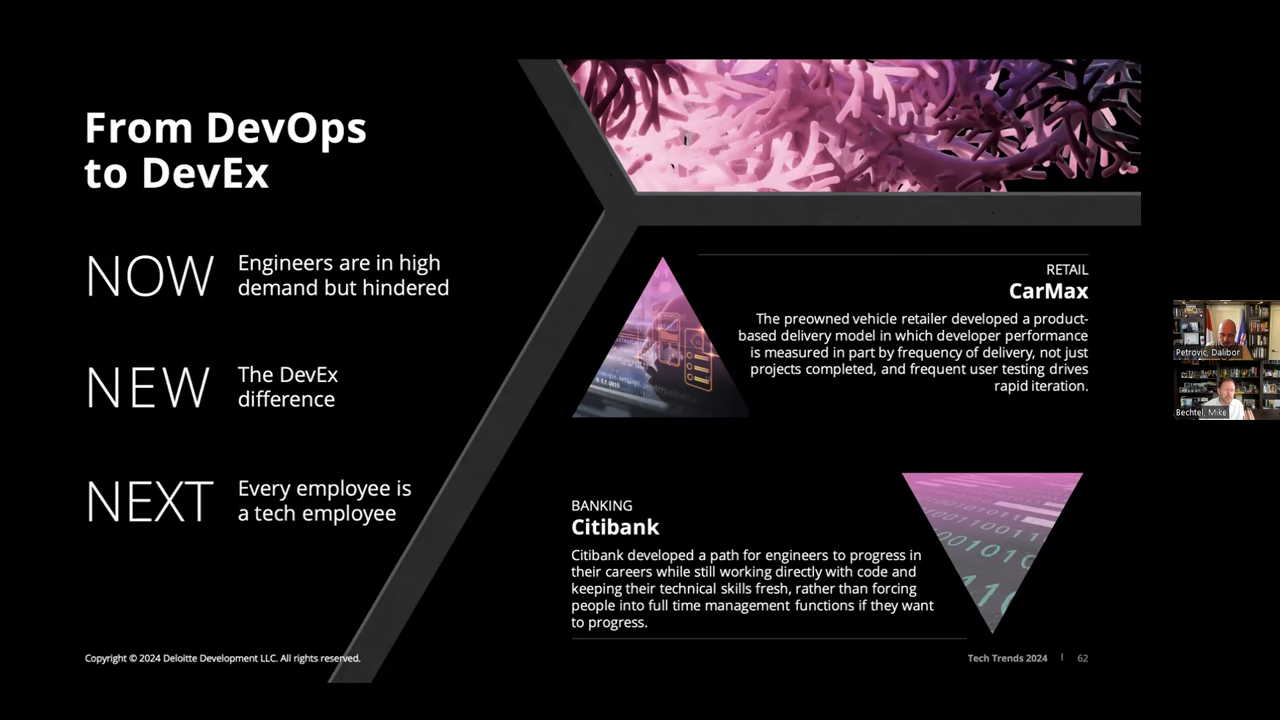 From DevOps
to DevEx
NOW
Engineers are in high
demand but hindered
NEW
The DevEx
difference
NEXT
Every employee is
a tech employee
RETAIL
CarMax
The preowned vehicle retailer developed a product-
based delivery model in which developer performance
is measured in part by frequency of delivery, not just
projects completed, and frequent user testing drives
rapid iteration.
BANKING
Citibank
Citibank developed a path for engineers to progress in
their careers while still working directly with code and
keeping their technical skills fresh, rather than forcing
people into full time management functions if they want
to progress.
Copyright © 2024 Deloitte Development LLC. All rights reserved.
Tech Trends 2024 | 62
Petrovic, Dalibor
Bechtel, Mike